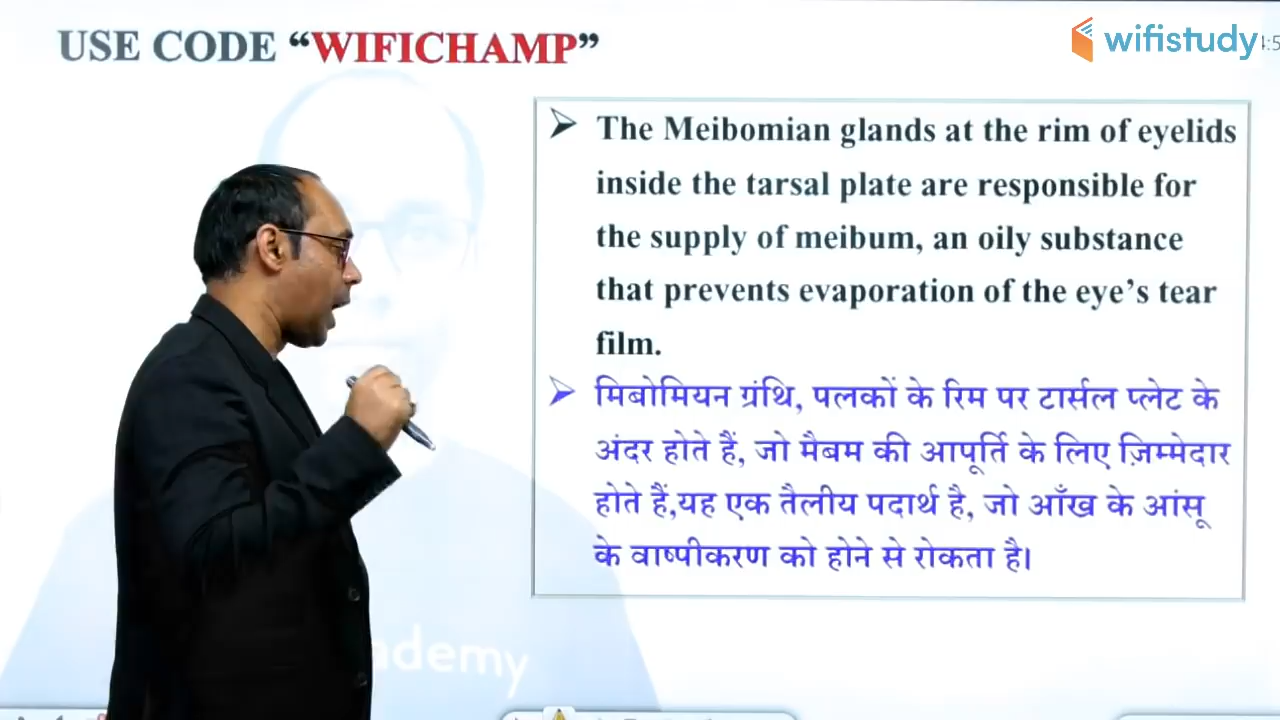 USE CODE “WIFICHAMP”
wifistudy
The Meibomian glands at the rim of eyelids
inside the tarsal plate are responsible for
the supply of meibum, an oily substance
that prevents evaporation of the eye’s tear
film.
मिबोमियन ग्रंथि, पलकों के रिम पर टार्सल प्लेट के
अंदर होते हैं, जो मैबम की आपूर्ति के लिए ज़िम्मेदार
होते हैं,यह एक तैलीय पदार्थ है, जो आँख के आंसू
के वाष्पीकरण को होने से रोकता है।